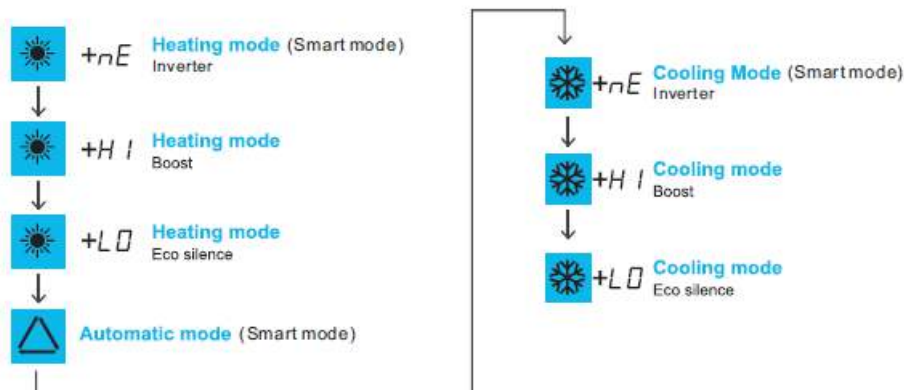 +nE Heating mode (Smart mode)
Inverter
+HI Heating mode
Boost
+LO Heating mode
Eco silence
Automatic mode (Smart mode)
+nE Cooling Mode (Smart mode)
Inverter
+HI Cooling mode
Boost
+LO Cooling mode
Eco silence